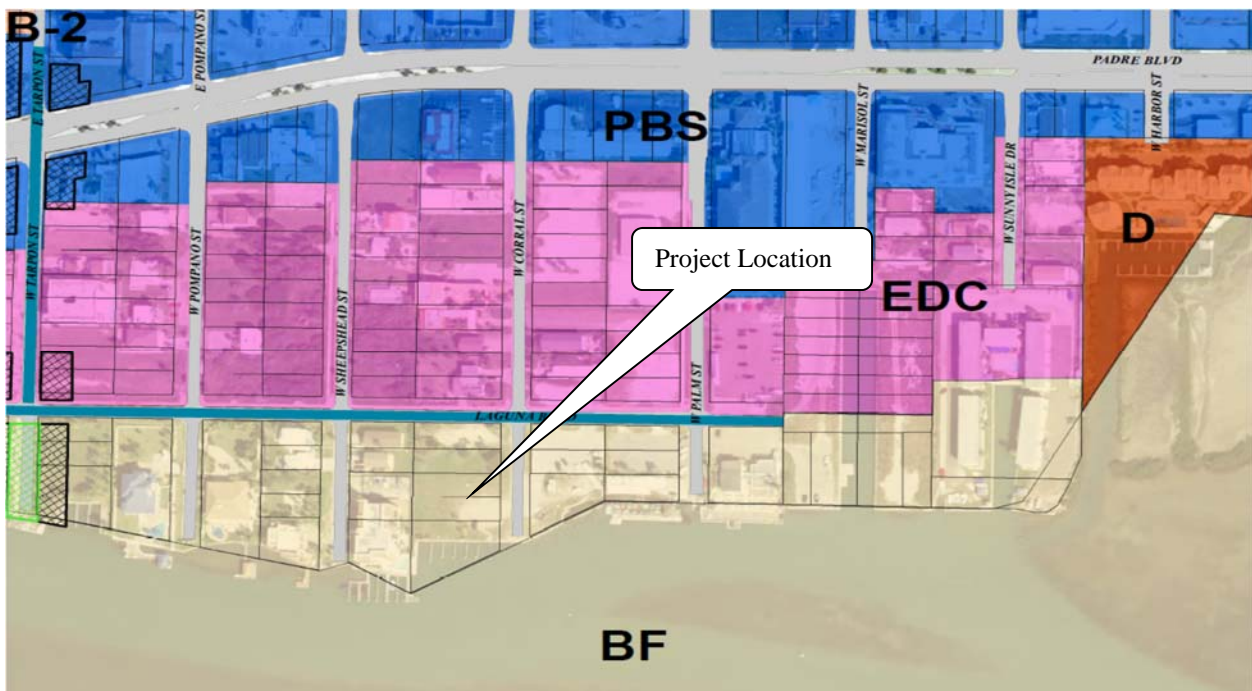 B-2
E POMPANO ST
PADRE BLVD
E TARPON ST
PBS
W MARISOL ST
W HARBOR ST
W SUNNY ISLE DR
D
W TARPON ST
W POMPANO ST
W CORRAL ST
Project Location
EDC
W SHEEPSHEAD ST
W PALM ST
LAGUNA B
BF